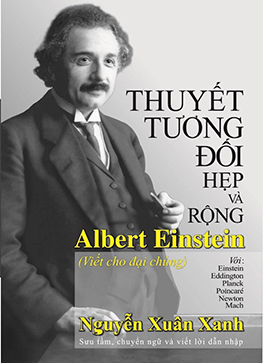 THUYẾT
TƯƠNG
ĐỐI
HẸP
VÀ
RỘNG
Albert Einstein
(Viết cho đại chúng)
Với:
Einstein
Eddington
Planck
Poincaré
Newton
Mach
Nguyễn Xuân Xanh
Sưu tầm, chuyển ngữ và viết lời dẫn nhập